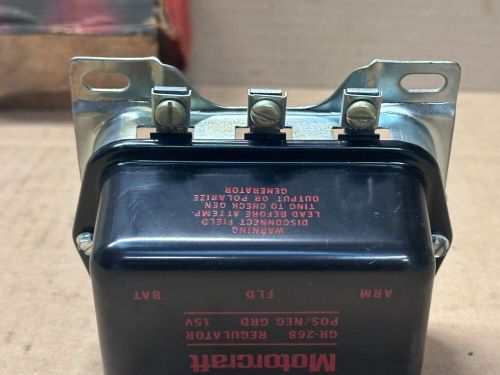 Motorcraft
GR-268 REGULATOR
POS/NEG GRD 15V
ARM FLD BAT
WARNING
DISCONNECT FIELD
LEAD BEFORE ATTEMP-
TING TO CHECK GEN
OUTPUT OR POLARIZE
GENERATOR